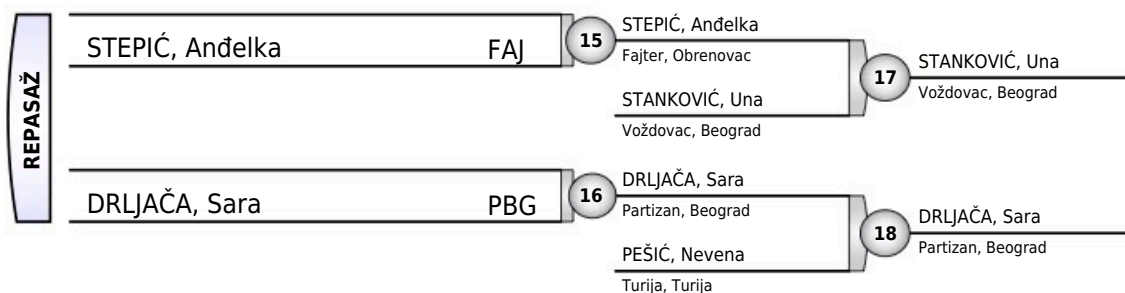 REPASAŽ
STEPIĆ, Anđelka FAJ
15
STEPIĆ, Anđelka
Fajter, Obrenovac
STANKOVIĆ, Una
Voždovac, Beograd
17
STANKOVIĆ, Una
Voždovac, Beograd
DRLJAČA, Sara PBG
16
DRLJAČA, Sara
Partizan, Beograd
PEŠIĆ, Nevena
Turija, Turija
18
DRLJAČA, Sara
Partizan, Beograd